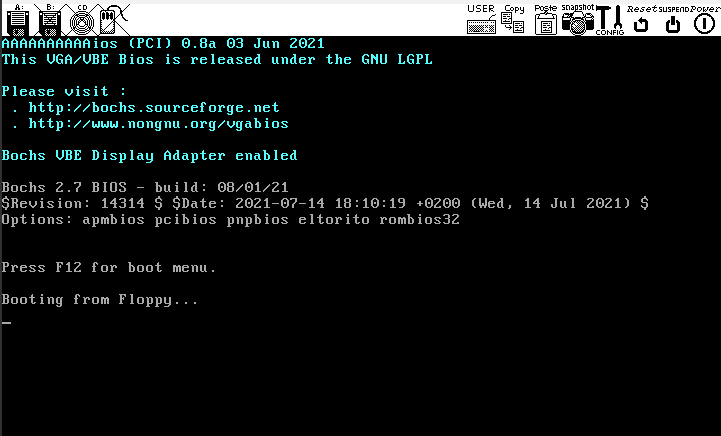 A: B: CD USER Copy Paste snapshot CONFIG Reset SUSPEND Power
AAAAAAAAAAios (PCI) 0.8a 03 Jun 2021
This VGA/VBE Bios is released under the GNU LGPL
Please visit :
. http://bochs.sourceforge.net
. http://www.nongnu.org/vgabios
Bochs VBE Display Adapter enabled
Bochs 2.7 BIOS - build: 08/01/21
$Revision: 14314 $ $Date: 2021-07-14 18:10:19 +0200 (Wed, 14 Jul 2021) $
Options: apmbios pcibios pnpbios eltorito rombios32
Press F12 for boot menu.
Booting from Floppy...
_